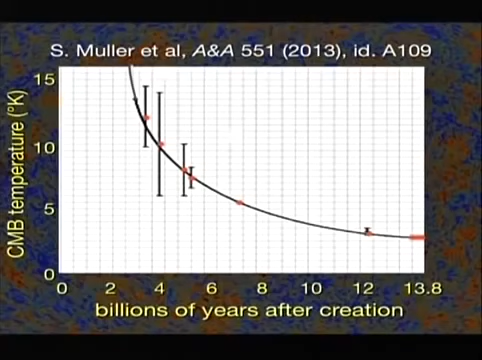 S. Muller et al, A&A 551 (2013), id. A109
CMB temperature (°K)
15
10
5
0
0 2 4 6 8 10 12 13.8
billions of years after creation